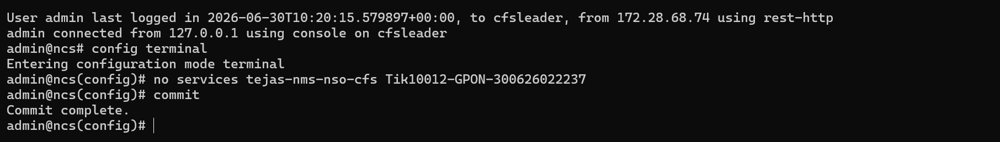 User admin last logged in 2026-06-30T10:20:15.579897+00:00, to cfsleader, from 172.28.68.74 using rest-http
admin connected from 127.0.0.1 using console on cfsleader
admin@ncs# config terminal
Entering configuration mode terminal
admin@ncs(config)# no services tejas-nms-nso-cfs Tik10012-GPON-300626022237
admin@ncs(config)# commit
Commit complete.
admin@ncs(config)#